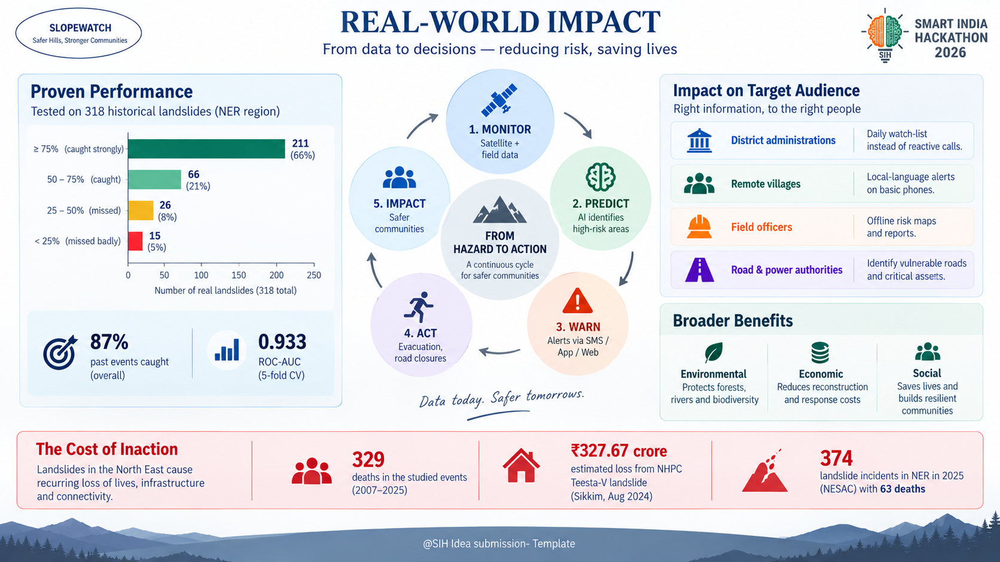 SLOPEWATCH
Safer Hills, Stronger Communities
REAL-WORLD IMPACT
From data to decisions — reducing risk, saving lives
SIH
SMART INDIA
HACKATHON
2026
Proven Performance
Tested on 318 historical landslides (NER region)
≥ 75% (caught strongly)
211
(66%)
50 – 75% (caught)
66
(21%)
25 – 50% (missed)
26
(8%)
< 25% (missed badly)
15
(5%)
0 50 100 150 200 250
Number of real landslides (318 total)
87%
past events caught
(overall)
0.933
ROC-AUC
(5-fold CV)
1. MONITOR
Satellite +
field data
2. PREDICT
AI identifies
high-risk areas
3. WARN
Alerts via SMS /
App / Web
4. ACT
Evacuation,
road closures
5. IMPACT
Safer
communities
FROM
HAZARD TO ACTION
A continuous cycle
for safer communities
Data today. Safer tomorrows.
Impact on Target Audience
Right information, to the right people
District administrations
Daily watch-list
instead of reactive calls.
Remote villages
Local-language alerts
on basic phones.
Field officers
Offline risk maps
and reports.
Road & power authorities
Identify vulnerable roads
and critical assets.
Broader Benefits
Environmental
Protects forests,
rivers and biodiversity
Economic
Reduces reconstruction
and response costs
Social
Saves lives and
builds resilient
communities
The Cost of Inaction
Landslides in the North East cause
recurring loss of lives, infrastructure
and connectivity.
329
deaths in the studied events
(2007–2025)
₹327.67 crore
estimated loss from NHPC
Teesta-V landslide
(Sikkim, Aug 2024)
374
landslide incidents in NER in 2025
(NESAC) with 63 deaths
@SIH Idea submission- Template